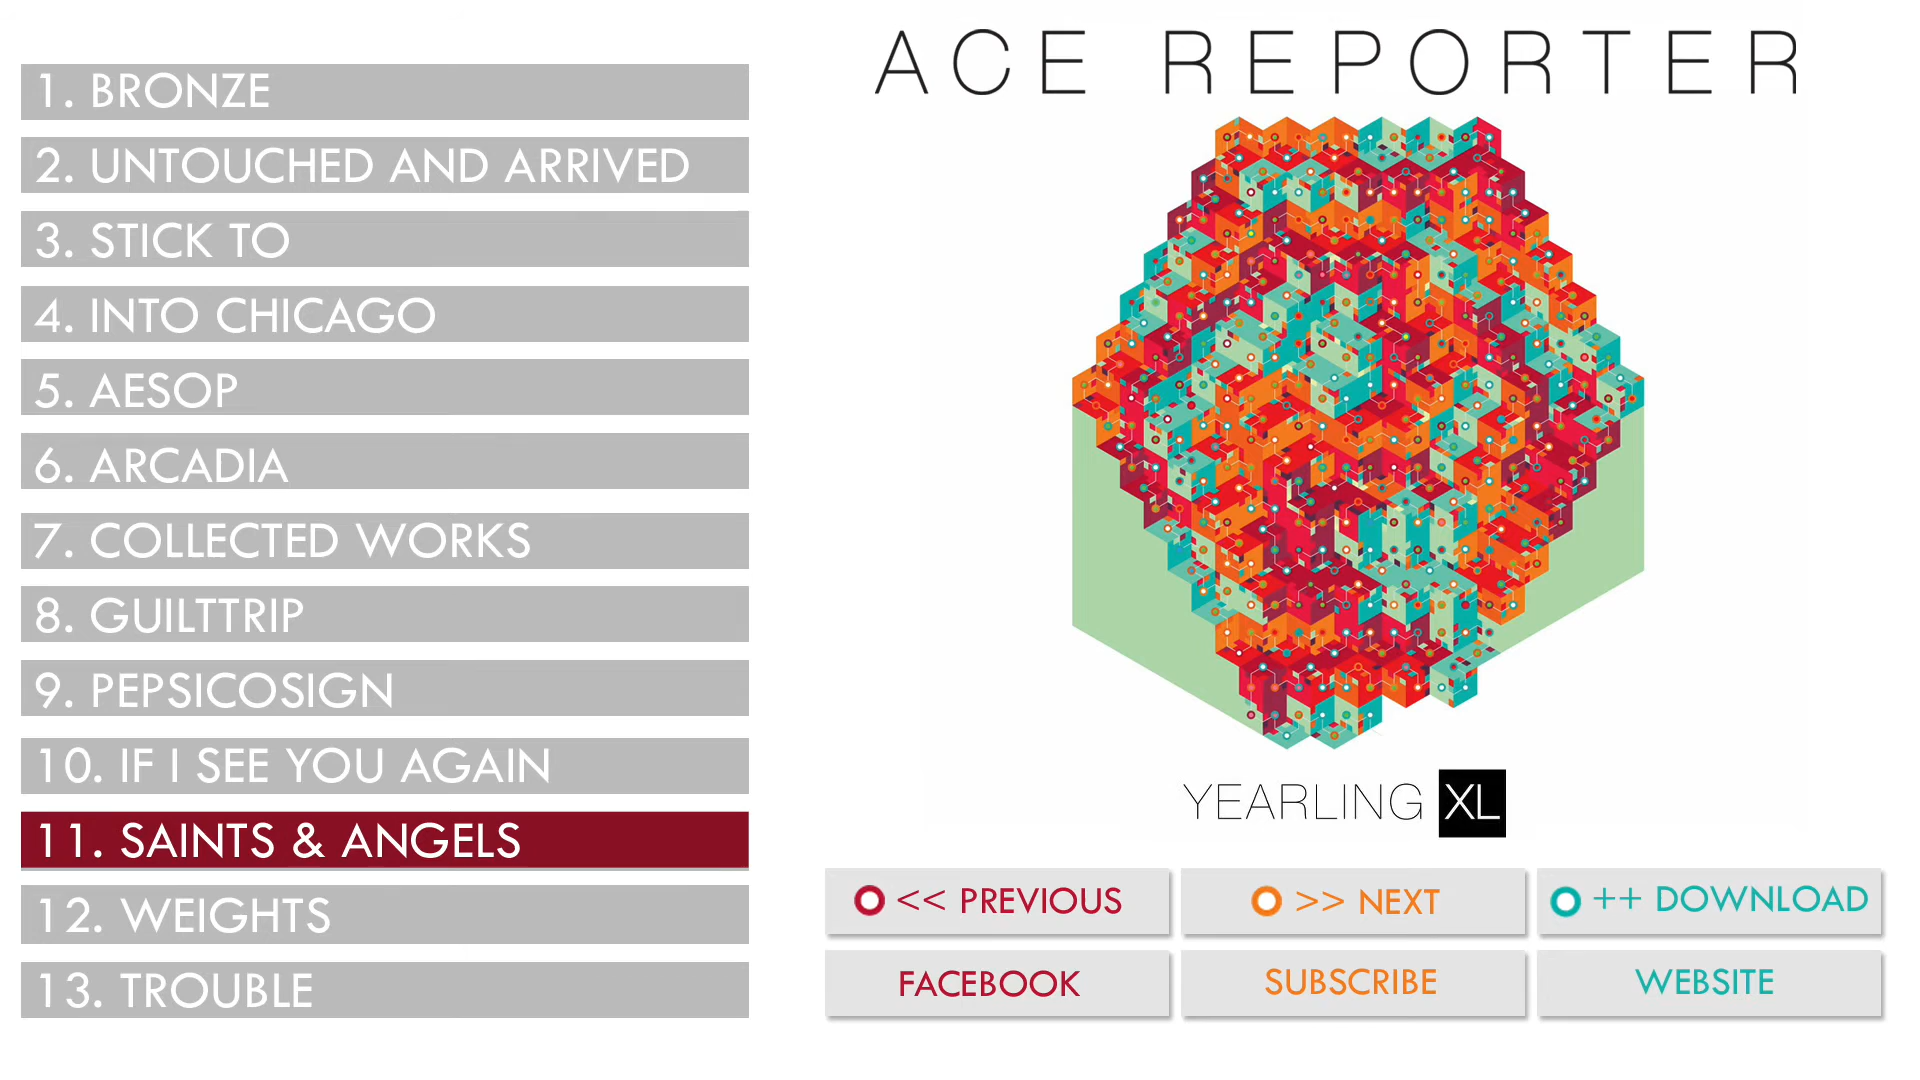 1. BRONZE
2. UNTOUCHED AND ARRIVED
3. STICK TO
4. INTO CHICAGO
5. AESOP
6. ARCADIA
7. COLLECTED WORKS
8. GUILTTRIP
9. PEPSICOSIGN
10. IF I SEE YOU AGAIN
11. SAINTS & ANGELS
12. WEIGHTS
13. TROUBLE
ACE REPORTER
YEARLING XL
<< PREVIOUS
>> NEXT
++ DOWNLOAD
FACEBOOK
SUBSCRIBE
WEBSITE